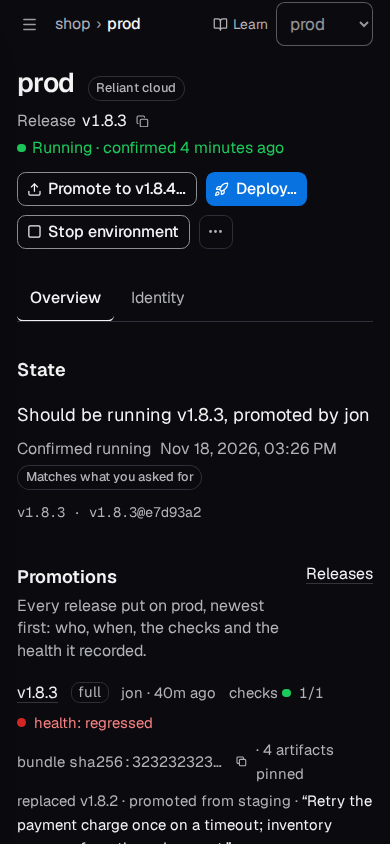 shop › prod
Learn
prod
prod
Reliant cloud
Release v1.8.3
Running · confirmed 4 minutes ago
Promote to v1.8.4…
Deploy…
Stop environment
Overview
Identity
State
Should be running v1.8.3, promoted by jon
Confirmed running Nov 18, 2026, 03:26 PM
Matches what you asked for
v1.8.3 · v1.8.3@e7d93a2
Promotions
Releases
Every release put on prod, newest
first: who, when, the checks and the
health it recorded.
v1.8.3 full jon · 40m ago checks 1/1
health: regressed
bundle sha256:323232323… · 4 artifacts
pinned
replaced v1.8.2 · promoted from staging · “Retry the
payment charge once on a timeout; inventory